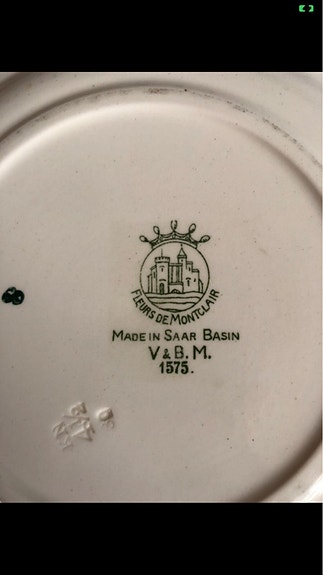 FLEURS DE MONTCLAIR
MADE IN SAAR BASIN
V & B. M.
1575.